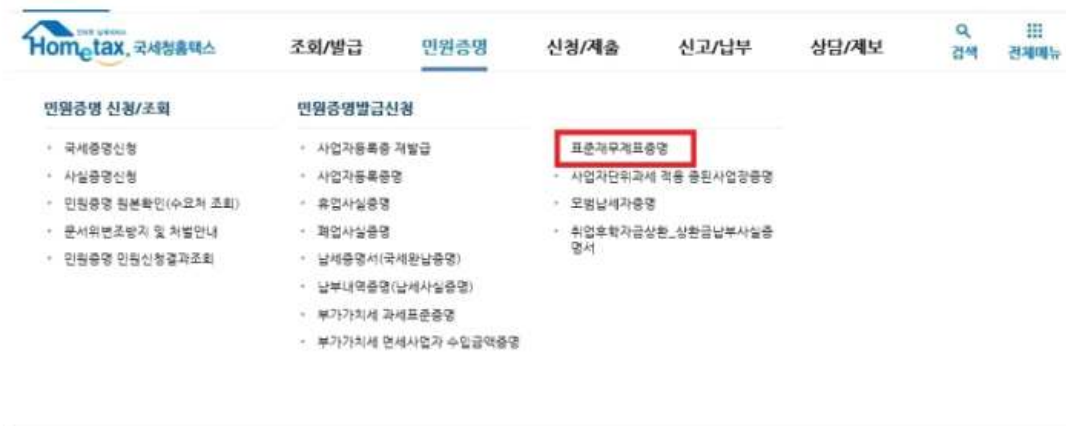 Hometax. 국세청홈택스
조회/발급
민원증명
신청/제출
신고/납부
상담/제보
검색
전체메뉴
민원증명 신청/조회
국세증명신청
사실증명신청
민원증명 원본확인(수요처 조회)
문서위변조방지 및 처벌안내
민원증명 민원신청결과조회
민원증명발급신청
사업자등록증 재발급
사업자등록증명
휴업사실증명
폐업사실증명
납세증명서(국세완납증명)
납부내역증명(납세사실증명)
부가가치세 과세표준증명
부가가치세 면세사업자 수입금액증명
표준재무제표증명
사업자단위과세 적용 종된사업장증명
모범납세자증명
취업후학자금상환_상환금납부사실증
명서